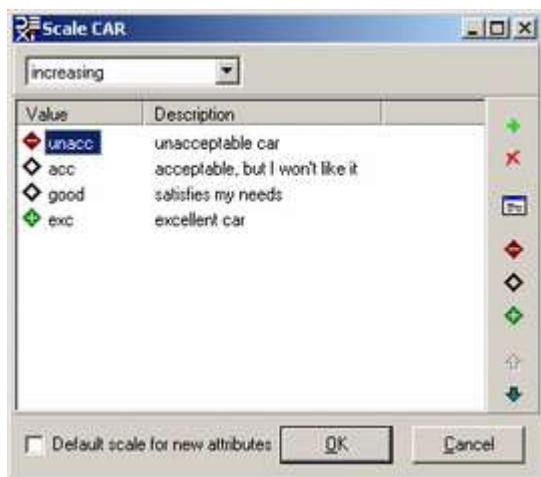 Scale CAR
increasing
Value Description
unacc unacceptable car
acc acceptable, but I won't like it
good satisfies my needs
exc excellent car
Default scale for new attributes OK Cancel